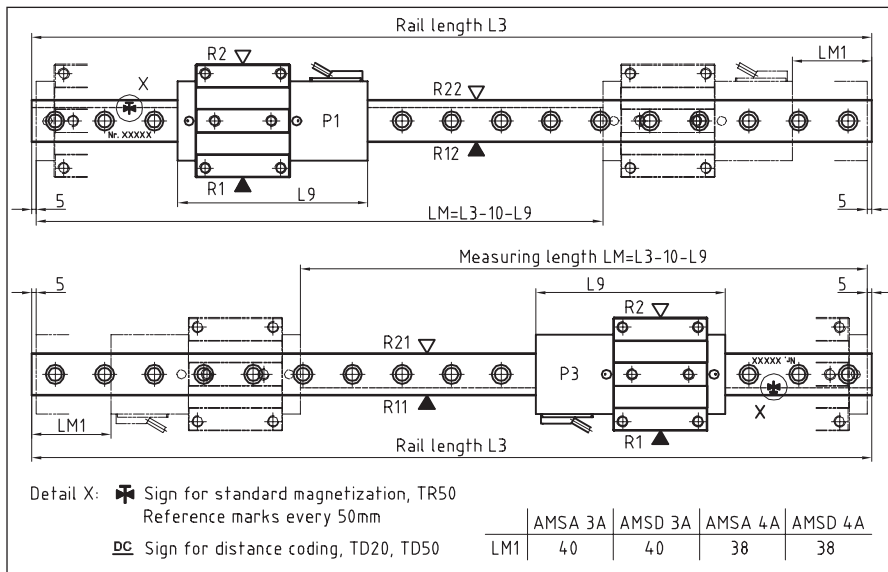 Rail length L3
LM1
R2
X
R22
P1
Nr. XXXXX
R12
R1
L9
5
5
LM=L3-10-L9
Measuring length LM=L3-10-L9
5
L9
5
R2
R21
P3
Nr. XXXXX
R11
X
LM1
R1
Rail length L3
Detail X: Sign for standard magnetization, TR50
Reference marks every 50mm
DC Sign for distance coding, TD20, TD50
AMSA 3A AMSD 3A AMSA 4A AMSD 4A
LM1 40 40 38 38